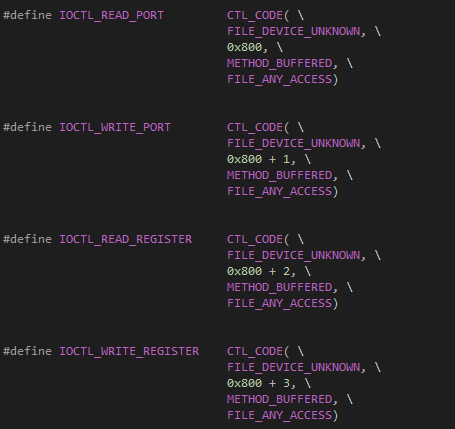 #define IOCTL_READ_PORT CTL_CODE( \
FILE_DEVICE_UNKNOWN, \
0x800, \
METHOD_BUFFERED, \
FILE_ANY_ACCESS)
#define IOCTL_WRITE_PORT CTL_CODE( \
FILE_DEVICE_UNKNOWN, \
0x800 + 1, \
METHOD_BUFFERED, \
FILE_ANY_ACCESS)
#define IOCTL_READ_REGISTER CTL_CODE( \
FILE_DEVICE_UNKNOWN, \
0x800 + 2, \
METHOD_BUFFERED, \
FILE_ANY_ACCESS)
#define IOCTL_WRITE_REGISTER CTL_CODE( \
FILE_DEVICE_UNKNOWN, \
0x800 + 3, \
METHOD_BUFFERED, \
FILE_ANY_ACCESS)